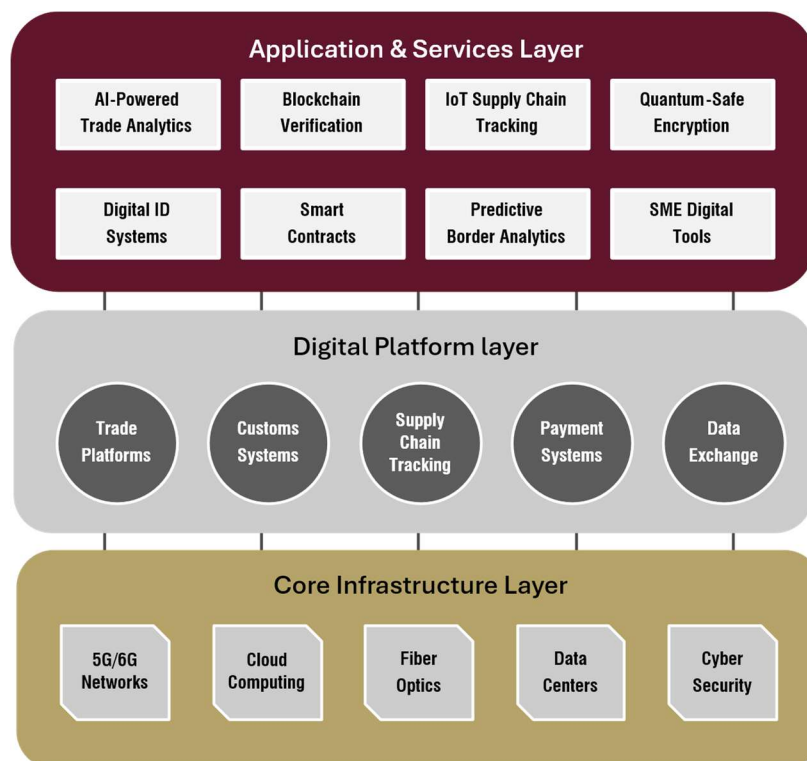 Application & Services Layer
AI-Powered
Trade Analytics
Blockchain
Verification
IoT Supply Chain
Tracking
Quantum-Safe
Encryption
Digital ID
Systems
Smart
Contracts
Predictive
Border Analytics
SME Digital
Tools
Digital Platform layer
Trade
Platforms
Customs
Systems
Supply
Chain
Tracking
Payment
Systems
Data
Exchange
Core Infrastructure Layer
5G/6G
Networks
Cloud
Computing
Fiber
Optics
Data
Centers
Cyber
Security